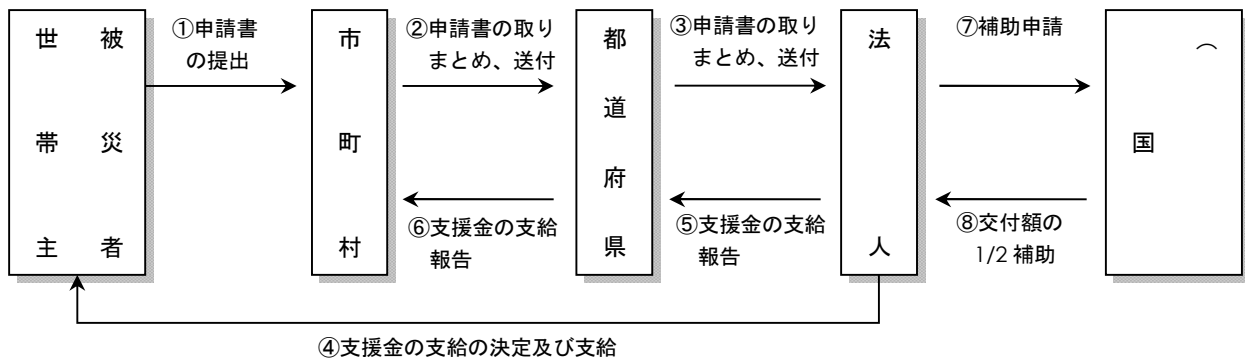 被災者
世帯主
①申請書
の提出
市町村
②申請書の取り
まとめ、送付
都道府県
③申請書の取り
まとめ、送付
法人
⑦補助申請
（
国
⑥支援金の支給
報告
⑤支援金の支給
報告
⑧交付額の
1/2 補助
④支援金の支給の決定及び支給